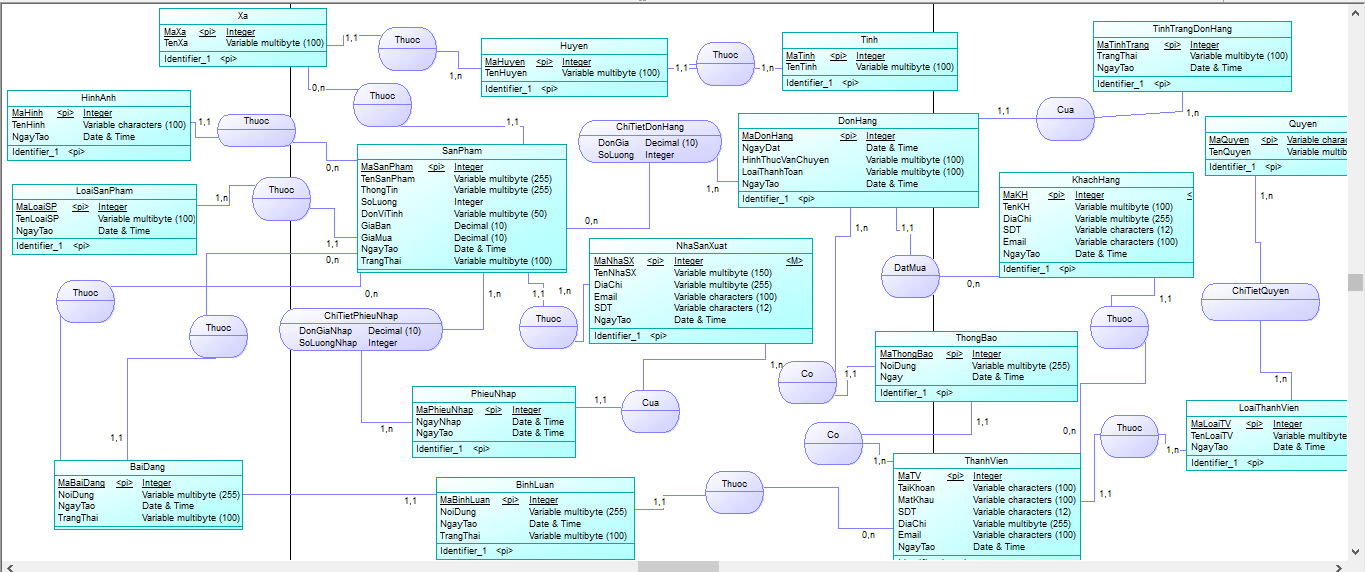 Xa
MaXa <pi> Integer
TenXa Variable multibyte (100)
Identifier_1 <pi>
1,1
Thuoc
1,n
Huyen
MaHuyen <pi> Integer
TenHuyen Variable multibyte (100)
Identifier_1 <pi>
1,1
Thuoc
1,n
Tinh
MaTinh <pi> Integer
TenTinh Variable multibyte (100)
Identifier_1 <pi>
TinhTrangDonHang
MaTinhTrang <pi> Integer
TrangThai Variable multibyte (100)
NgayTao Date & Time
Identifier_1 <pi>
0,n
Thuoc
1,1
HinhAnh
MaHinh <pi> Integer
TenHinh Variable characters (100)
NgayTao Date & Time
Identifier_1 <pi>
1,1
Thuoc
0,n
ChiTietDonHang
DonGia Decimal (10)
SoLuong Integer
1,n
0,n
DonHang
MaDonHang <pi> Integer
NgayDat Date & Time
HinhThucVanChuyen Variable multibyte (100)
LoaiThanhToan Variable multibyte (100)
NgayTao Date & Time
Identifier_1 <pi>
1,1
Cua
1,n
Quyen
MaQuyen <pi> Variable charac
TenQuyen Variable multib
Identifier_1 <pi>
SanPham
MaSanPham <pi> Integer
TenSanPham Variable multibyte (255)
ThongTin Variable multibyte (255)
SoLuong Integer
DonViTinh Variable multibyte (50)
GiaBan Decimal (10)
GiaMua Decimal (10)
NgayTao Date & Time
TrangThai Variable multibyte (100)
LoaiSanPham
MaLoaiSP <pi> Integer
TenLoaiSP Variable multibyte (100)
NgayTao Date & Time
Identifier_1 <pi>
1,n
Thuoc
1,1
0,n
KhachHang
MaKH <pi> Integer <
TenKH Variable multibyte (100)
DiaChi Variable multibyte (255)
SDT Variable characters (12)
Email Variable characters (100)
NgayTao Date & Time
Identifier_1 <pi>
1,n
NhaSanXuat
MaNhaSX <pi> Integer <M>
TenNhaSX Variable multibyte (150)
DiaChi Variable multibyte (255)
Email Variable characters (100)
SDT Variable characters (12)
NgayTao Date & Time
Identifier_1 <pi>
1,n
1,1
DatMua
0,n
Thuoc
0,n
1,n
1,1
1,n
Thuoc
ChiTietPhieuNhap
DonGiaNhap Decimal (10)
SoLuongNhap Integer
Thuoc
1,1
Thuoc
ChiTietQuyen
1,n
ThongBao
MaThongBao <pi> Integer
NoiDung Variable multibyte (255)
Ngay Date & Time
Identifier_1 <pi>
1,n
Co
1,1
PhieuNhap
MaPhieuNhap <pi> Integer
NgayNhap Date & Time
NgayTao Date & Time
Identifier_1 <pi>
1,1
Cua
1,n
1,1
Co
1,1
1,n
0,n
Thuoc
1,n
1,1
LoaiThanhVien
MaLoaiTV <pi> Integer
TenLoaiTV Variable multibyte
NgayTao Date & Time
Identifier_1 <pi>
BaiDang
MaBaiDang <pi> Integer
NoiDung Variable multibyte (255)
NgayTao Date & Time
TrangThai Variable multibyte (100)
1,1
BinhLuan
MaBinhLuan <pi> Integer
NoiDung Variable multibyte (255)
NgayTao Date & Time
TrangThai Variable multibyte (100)
Identifier_1 <pi>
1,1
Thuoc
0,n
ThanhVien
MaTV <pi> Integer
TaiKhoan Variable characters (100)
MatKhau Variable characters (100)
SDT Variable characters (12)
DiaChi Variable multibyte (255)
Email Variable characters (100)
NgayTao Date & Time